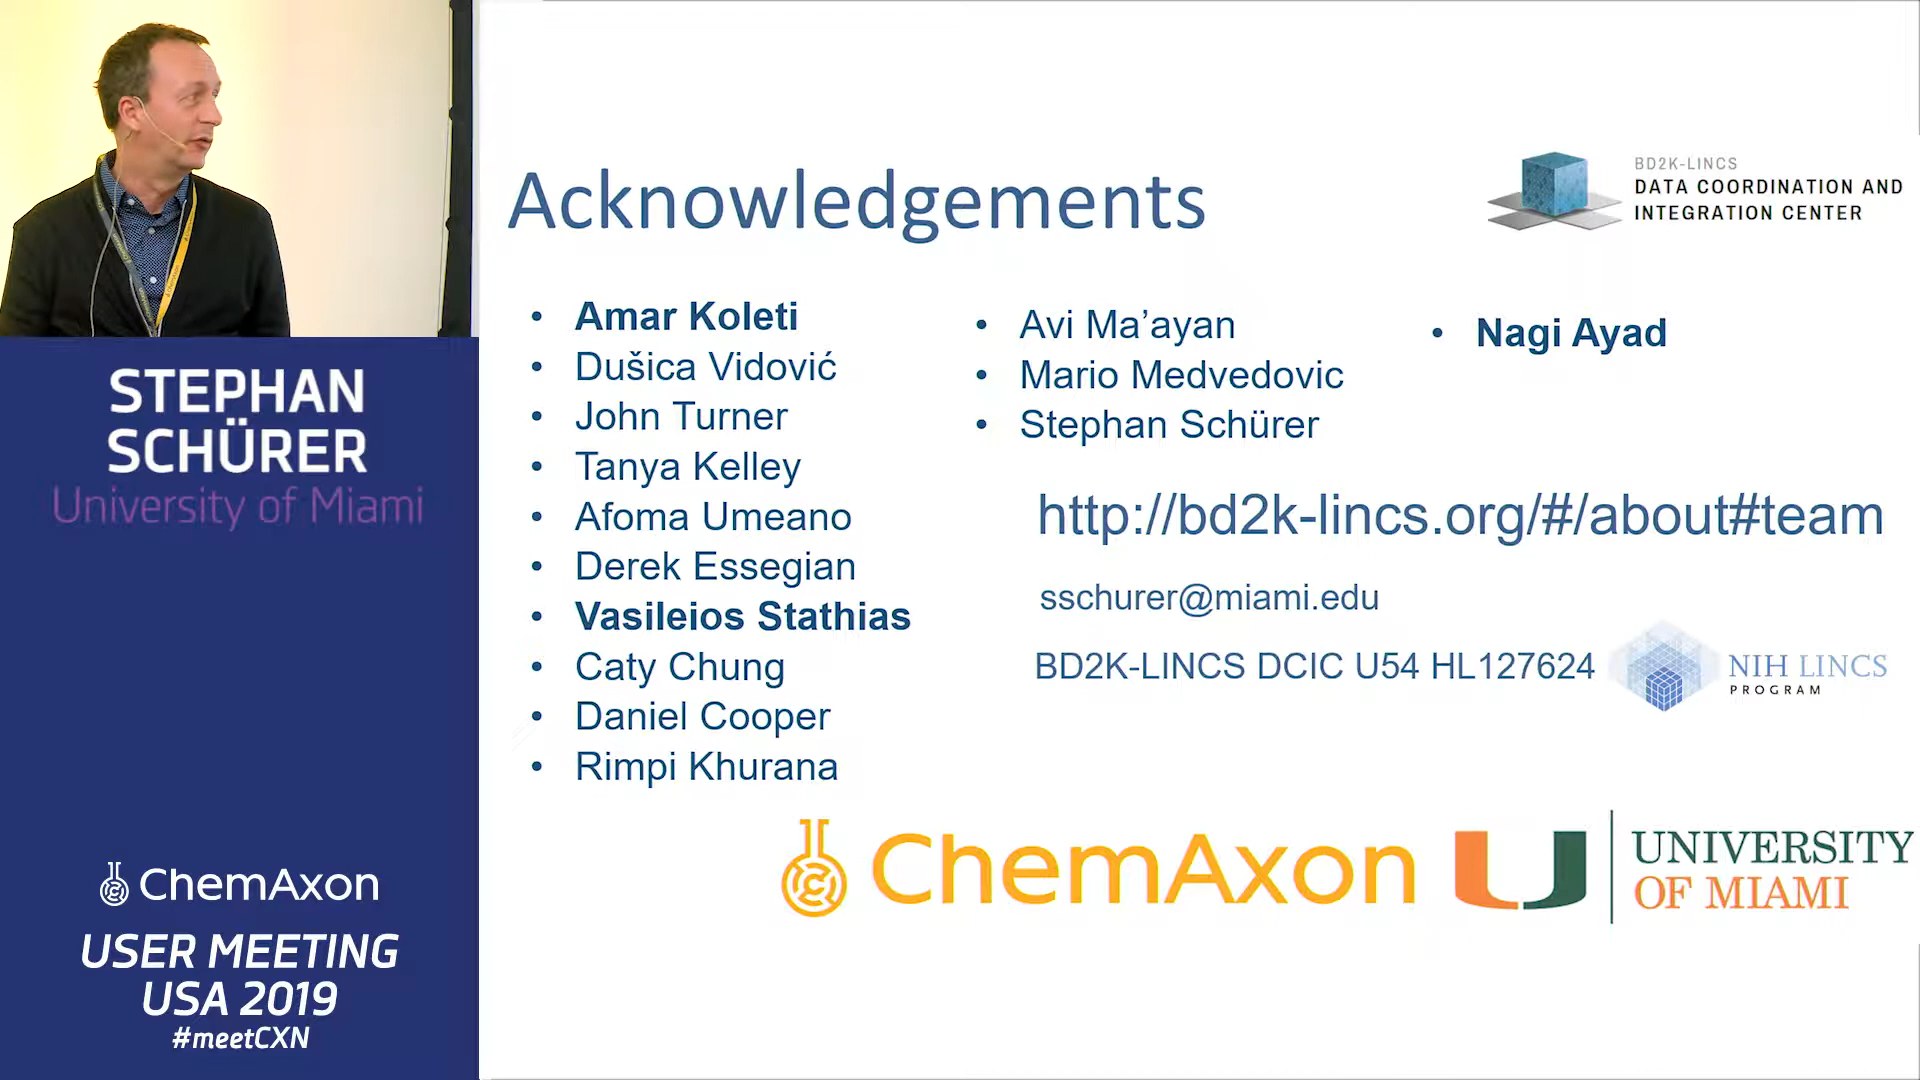 STEPHAN
SCHÜRER
University of Miami
ChemAxon
USER MEETING
USA 2019
#meetCXN
Acknowledgements
BD2K-LINCS
DATA COORDINATION AND
INTEGRATION CENTER
• Amar Koleti
• Dušica Vidović
• John Turner
• Tanya Kelley
• Afoma Umeano
• Derek Essegian
• Vasileios Stathias
• Caty Chung
• Daniel Cooper
• Rimpi Khurana
• Avi Ma’ayan
• Mario Medvedovic
• Stephan Schürer
• Nagi Ayad
http://bd2k-lincs.org/#/about#team
sschurer@miami.edu
BD2K-LINCS DCIC U54 HL127624
NIH LINCS
PROGRAM
ChemAxon
UNIVERSITY
OF MIAMI